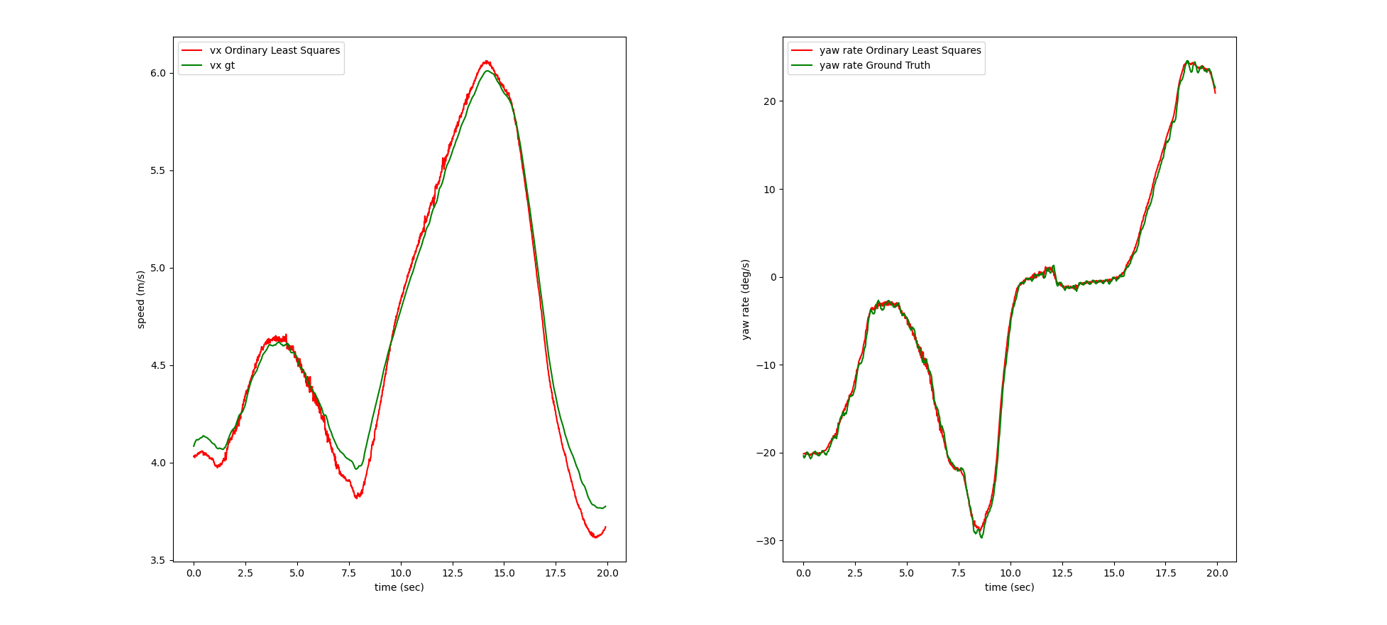 vx Ordinary Least Squares
vx gt
6.0
5.5
5.0
4.5
4.0
3.5
speed (m/s)
0.0 2.5 5.0 7.5 10.0 12.5 15.0 17.5 20.0
time (sec)
yaw rate Ordinary Least Squares
yaw rate Ground Truth
20
10
0
−10
−20
−30
yaw rate (deg/s)
0.0 2.5 5.0 7.5 10.0 12.5 15.0 17.5 20.0
time (sec)